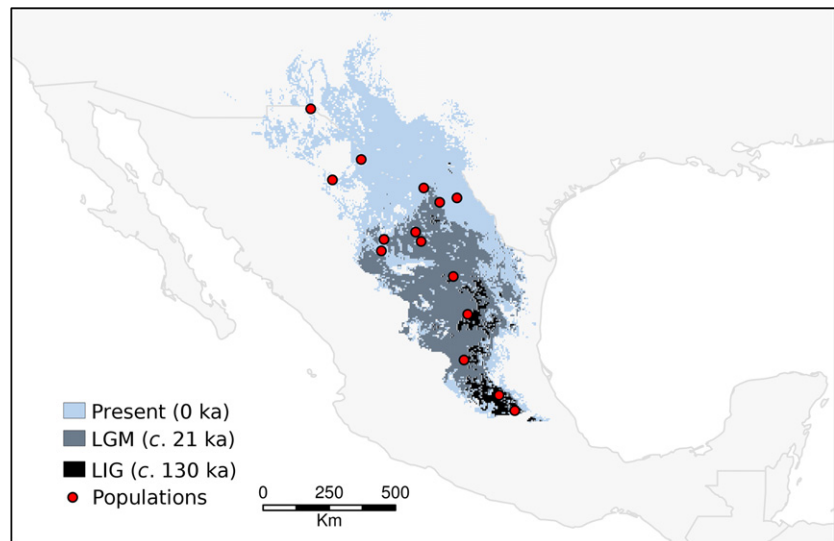 Present (0 ka)
LGM (c. 21 ka)
LIG (c. 130 ka)
Populations
0 250 500
Km